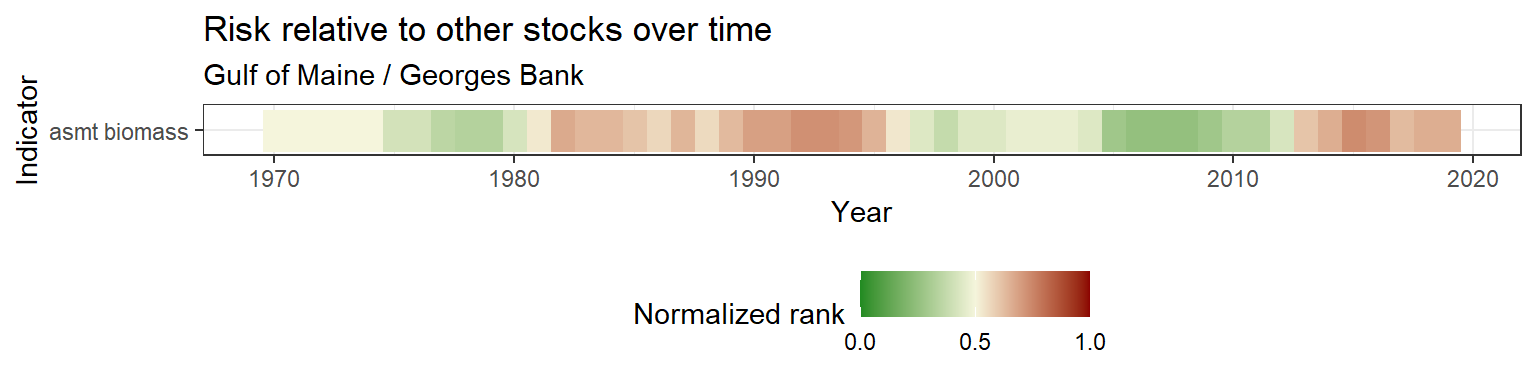 Risk relative to other stocks over time
Gulf of Maine / Georges Bank
Indicator
asmt biomass
1970 1980 1990 2000 2010 2020
Year
Normalized rank
0.0 0.5 1.0